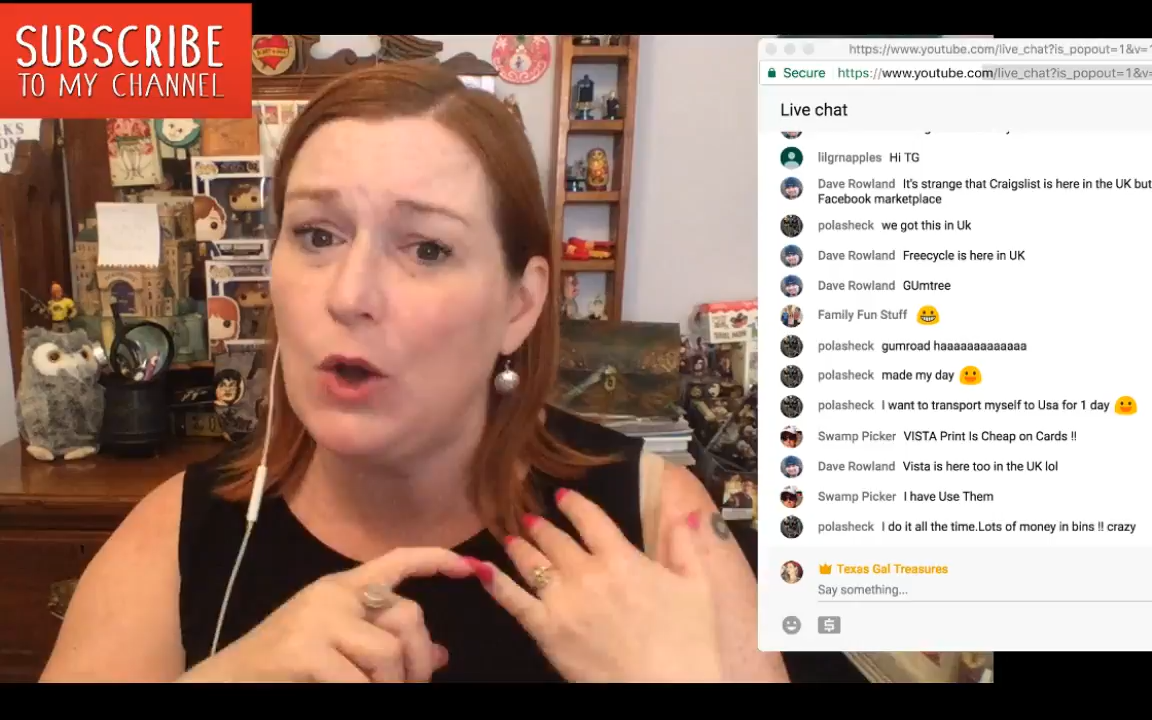 SUBSCRIBE
TO MY CHANNEL
https://www.youtube.com/live_chat?is_popout=1&v=
Secure https://www.youtube.com/live_chat?is_popout=1&v=
Live chat
lilgrnapples Hi TG
Dave Rowland It's strange that Craigslist is here in the UK but
Facebook marketplace
polasheck we got this in Uk
Dave Rowland Freecycle is here in UK
Dave Rowland GUmtree
Family Fun Stuff 😀
polasheck gumroad haaaaaaaaaaaaa
polasheck made my day 😃
polasheck I want to transport myself to Usa for 1 day 😃
Swamp Picker VISTA Print Is Cheap on Cards !!
Dave Rowland Vista is here too in the UK lol
Swamp Picker I have Use Them
polasheck I do it all the time.Lots of money in bins !! crazy
Texas Gal Treasures
Say something...